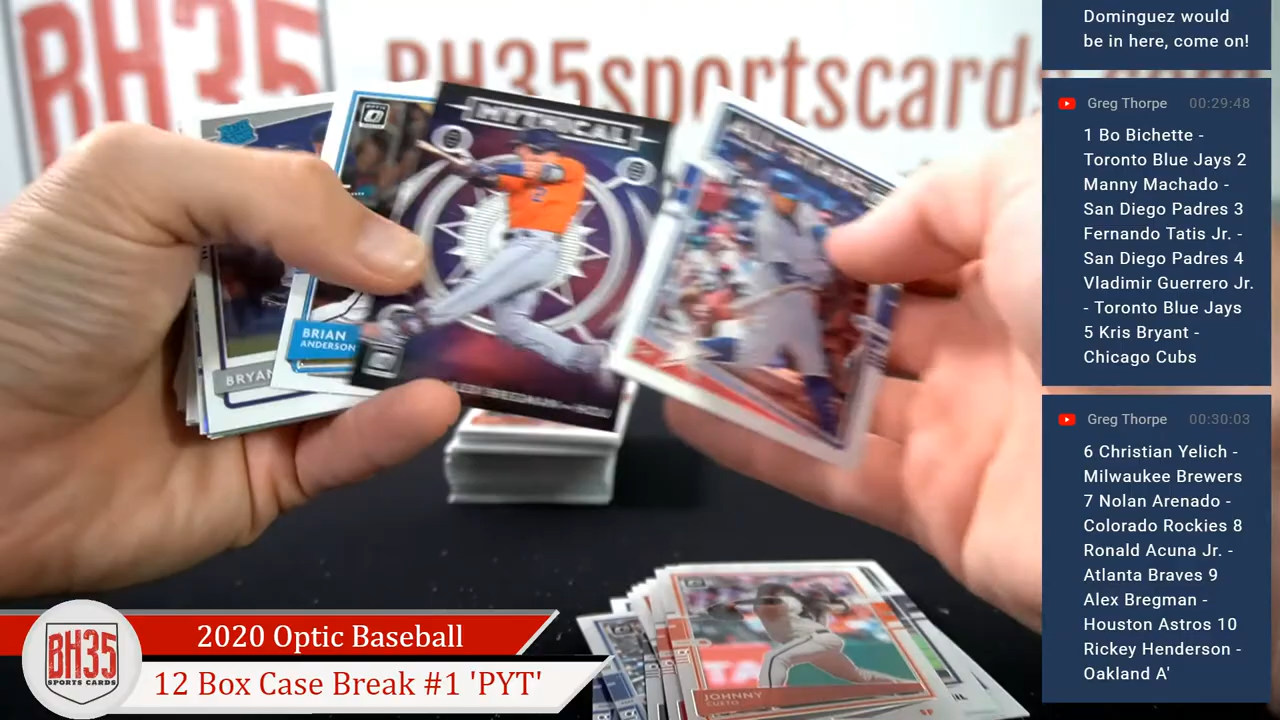 Dominguez would
be in here, come on!
Greg Thorpe 00:29:48
1 Bo Bichette -
Toronto Blue Jays 2
Manny Machado -
San Diego Padres 3
Fernando Tatis Jr. -
San Diego Padres 4
Vladimir Guerrero Jr.
- Toronto Blue Jays
5 Kris Bryant -
Chicago Cubs
Greg Thorpe 00:30:03
6 Christian Yelich -
Milwaukee Brewers
7 Nolan Arenado -
Colorado Rockies 8
Ronald Acuna Jr. -
Atlanta Braves 9
Alex Bregman -
Houston Astros 10
Rickey Henderson -
Oakland A'
BH35
BH35sportscards
MYTHICAL
ALL-STARS
2
BRIAN
ANDERSON
BRYAN
JOHNNY
CUETO
BH35
SPORTS CARDS
2020 Optic Baseball
12 Box Case Break #1 'PYT'